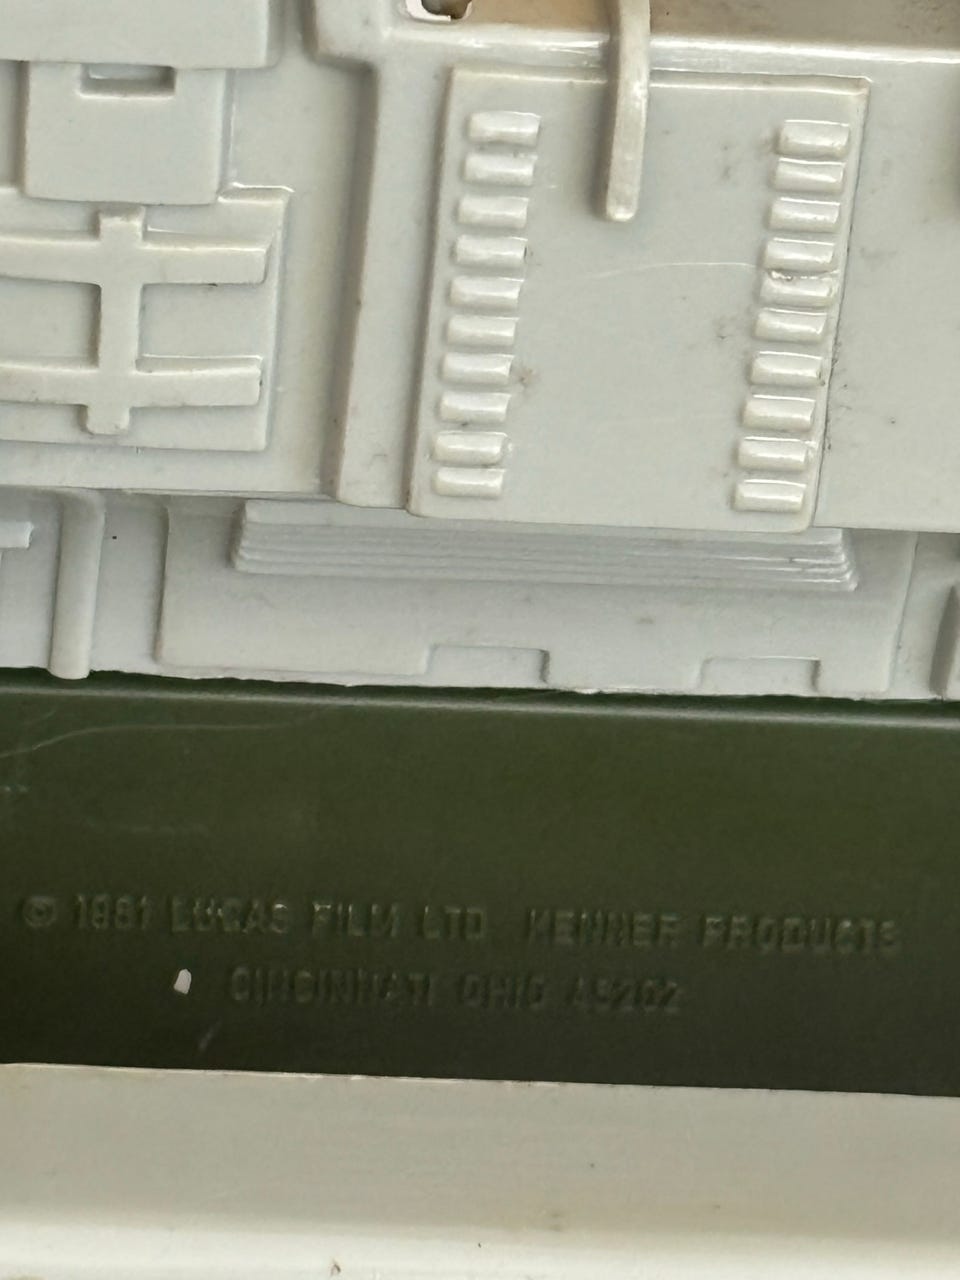 © 1981 LUCAS FILM LTD KENNER PRODUCTS
CINCINNATI OHIO 45202